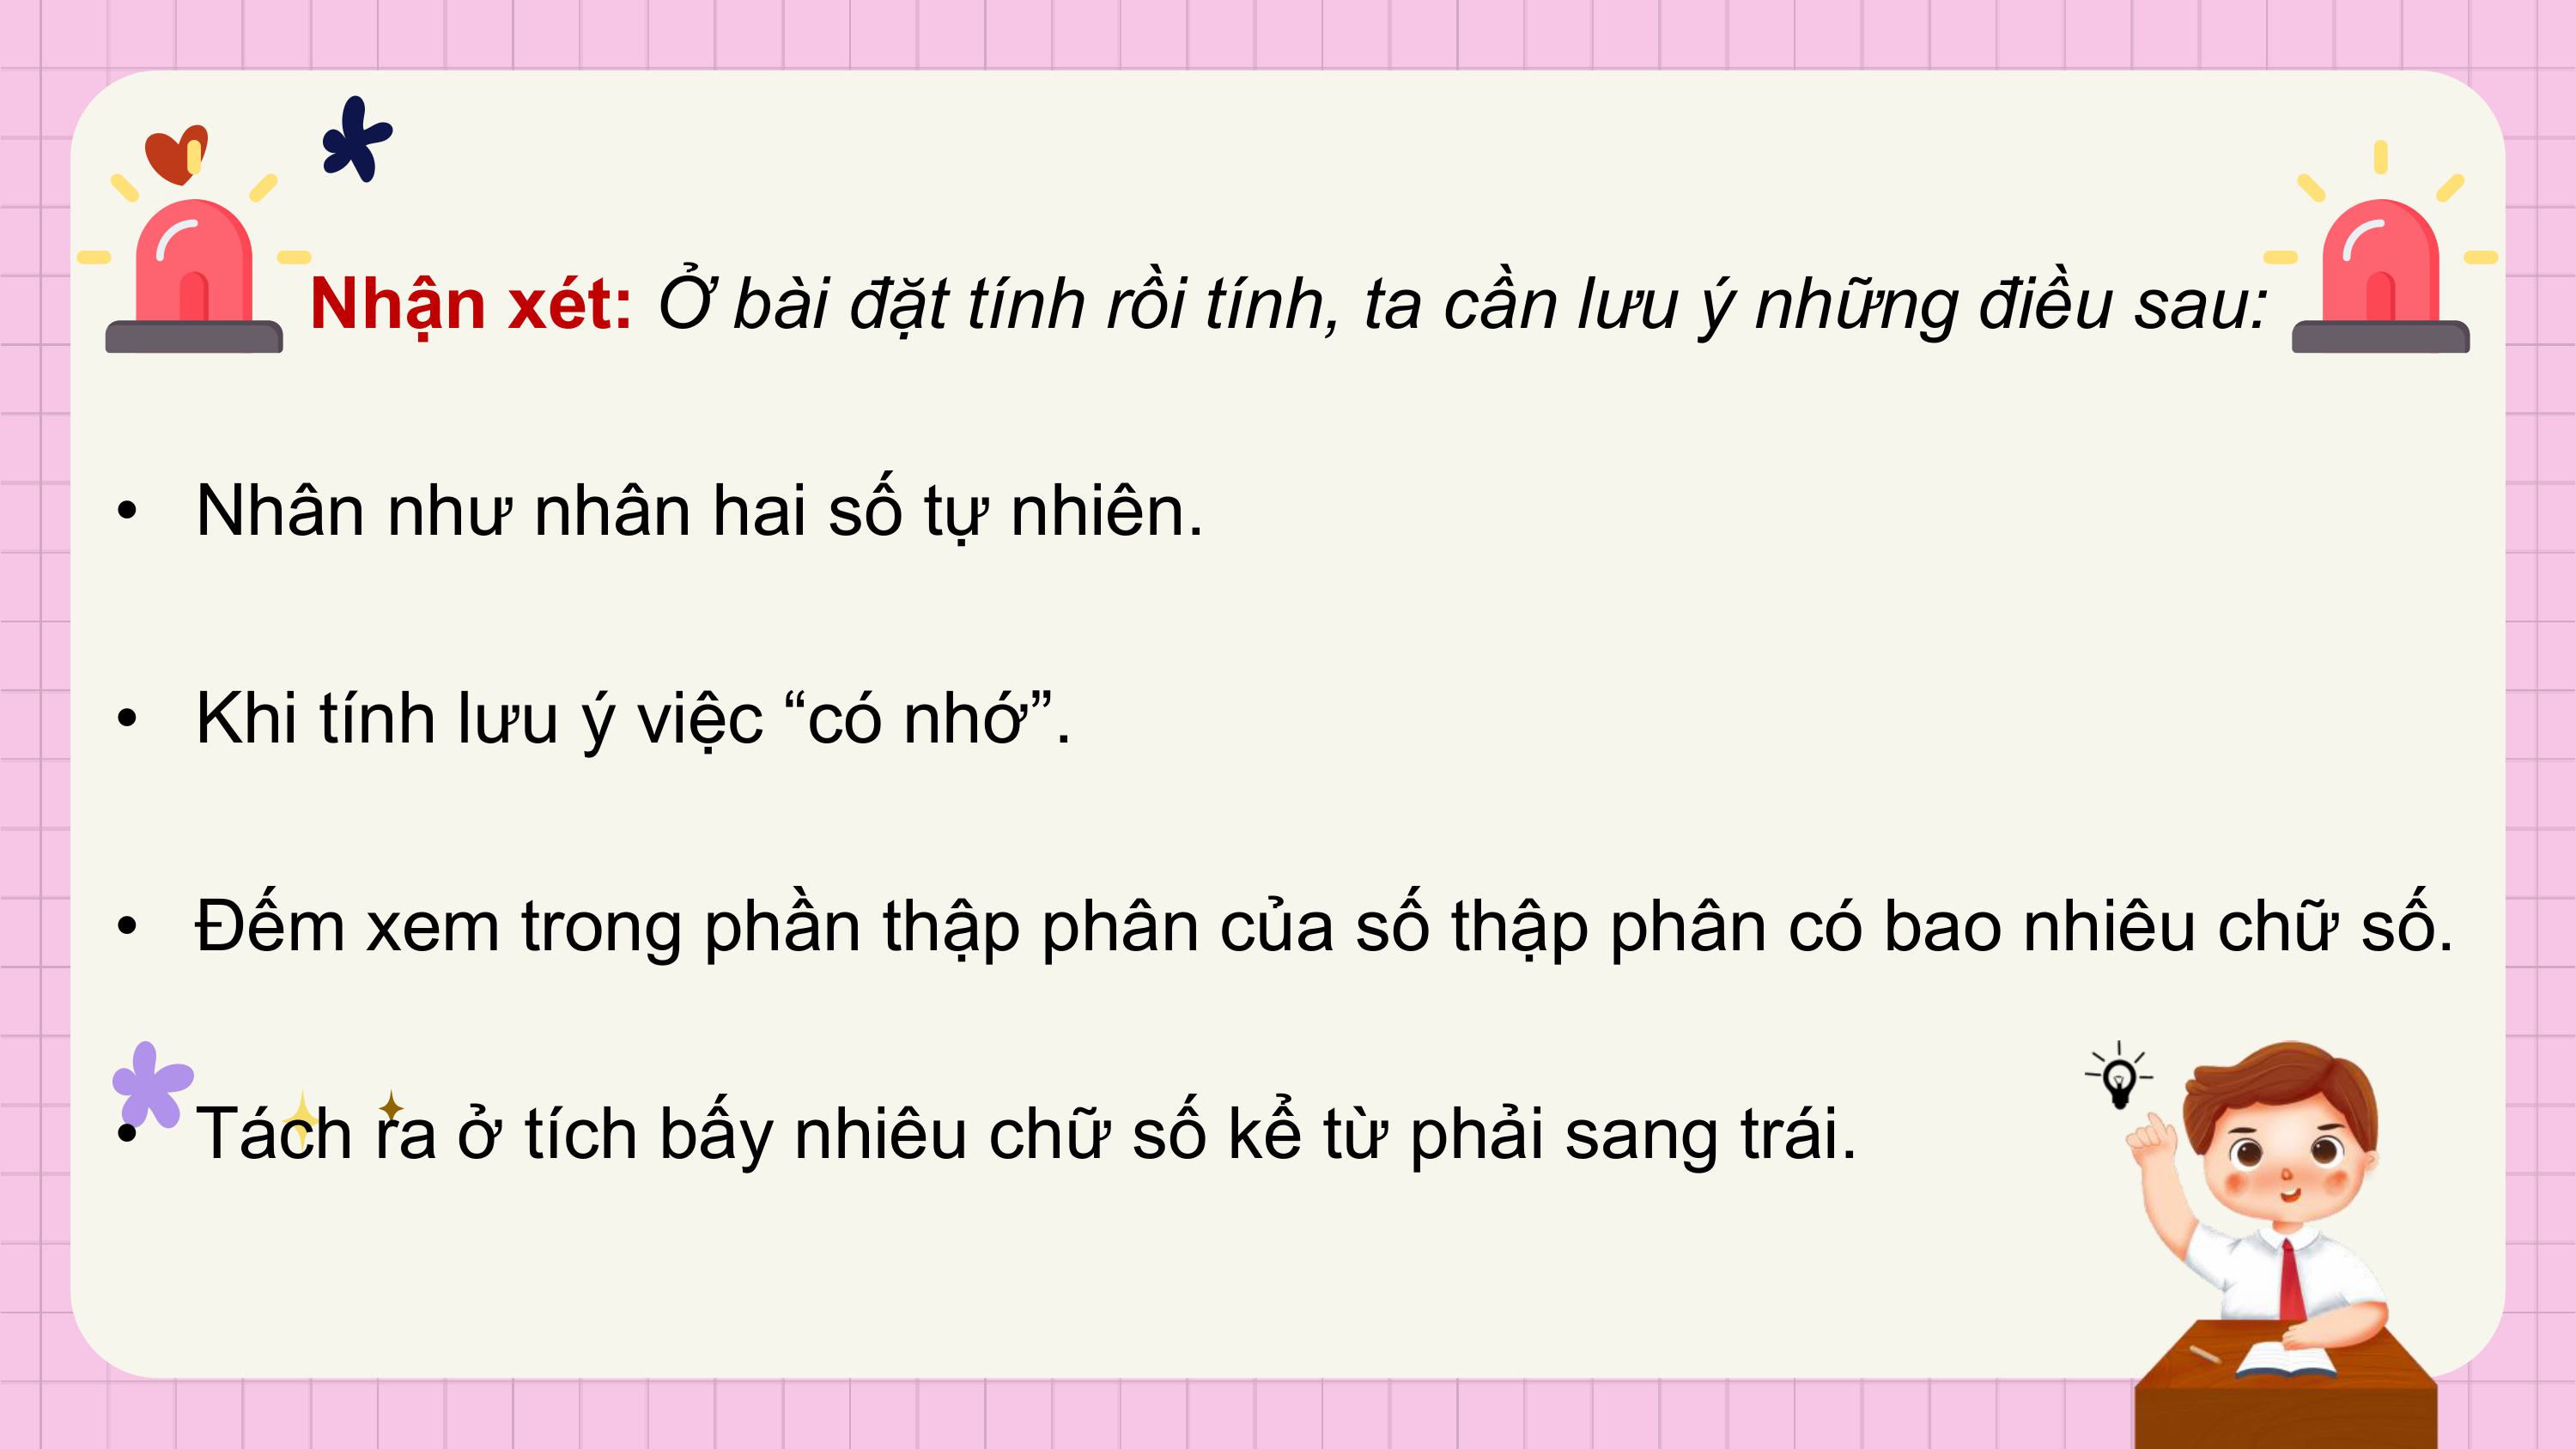 Nhận xét: Ở bài đặt tính rồi tính, ta cần lưu ý những điều sau:
• Nhân như nhân hai số tự nhiên.
• Khi tính lưu ý việc “có nhớ”.
• Đếm xem trong phần thập phân của số thập phân có bao nhiêu chữ số.
• Tách ra ở tích bấy nhiêu chữ số kể từ phải sang trái.